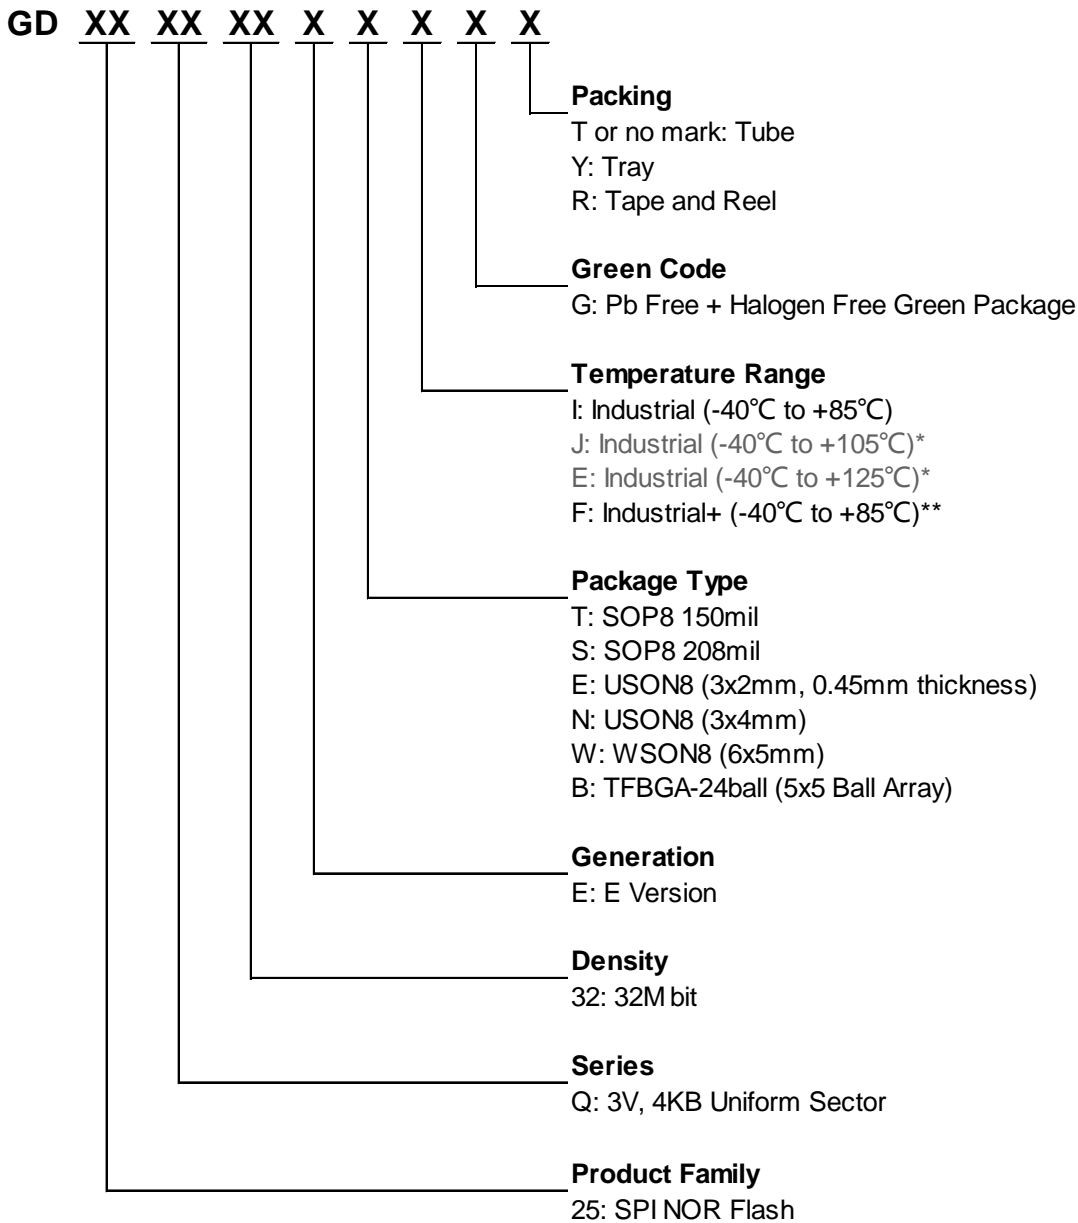 GD XX XX XX X X X X X
Packing
T or no mark: Tube
Y: Tray
R: Tape and Reel
Green Code
G: Pb Free + Halogen Free Green Package
Temperature Range
I: Industrial (-40℃ to +85℃)
J: Industrial (-40℃ to +105℃)*
E: Industrial (-40℃ to +125℃)*
F: Industrial+ (-40℃ to +85℃)**
Package Type
T: SOP8 150mil
S: SOP8 208mil
E: USON8 (3x2mm, 0.45mm thickness)
N: USON8 (3x4mm)
W: WSON8 (6x5mm)
B: TFBGA-24ball (5x5 Ball Array)
Generation
E: E Version
Density
32: 32M bit
Series
Q: 3V, 4KB Uniform Sector
Product Family
25: SPI NOR Flash